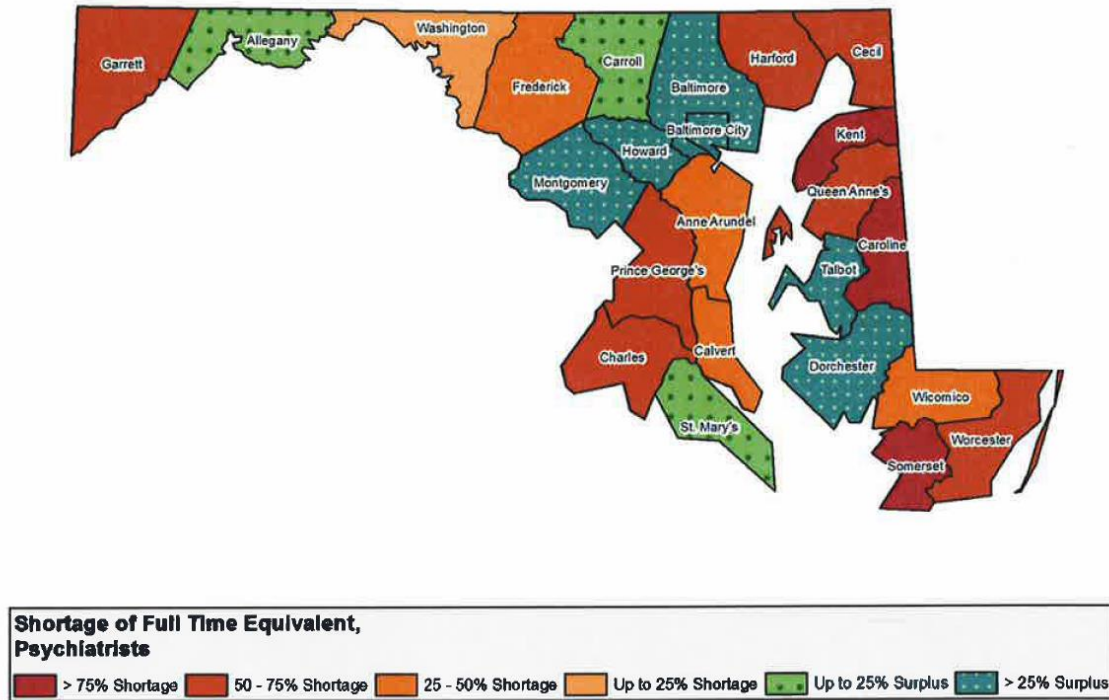 Washington
Allegany
Garrett
Carroll
Harford
Cecil
Frederick
Baltimore
Baltimore City
Kent
Howard
Montgomery
Queen Anne's
Anne Arundel
Caroline
Talbot
Prince George's
Charles
Calvert
Dorchester
Wicomico
St. Mary's
Worcester
Somerset
Shortage of Full Time Equivalent,
Psychiatrists
> 75% Shortage 50 - 75% Shortage 25 - 50% Shortage Up to 25% Shortage Up to 25% Surplus > 25% Surplus